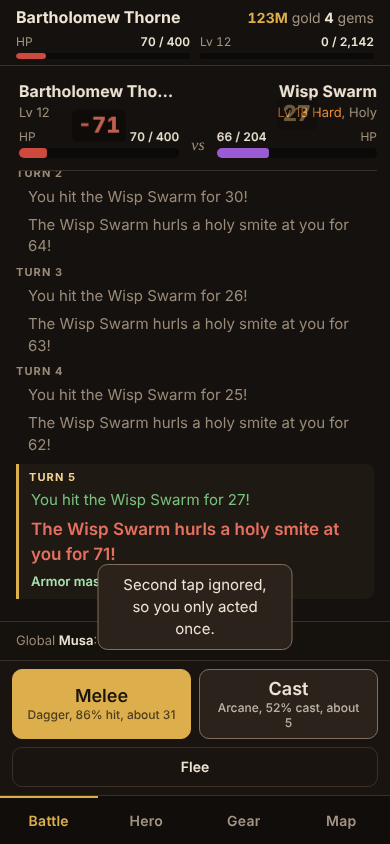 Bartholomew Thorne
123M gold 4 gems
HP 70 / 400
Lv 12 0 / 2,142
Bartholomew Tho...
Lv 12
-71
HP 70 / 400
vs
Wisp Swarm
Hard, Holy
27
66 / 204 HP
TURN 2
You hit the Wisp Swarm for 30!
The Wisp Swarm hurls a holy smite at you for
64!
TURN 3
You hit the Wisp Swarm for 26!
The Wisp Swarm hurls a holy smite at you for
63!
TURN 4
You hit the Wisp Swarm for 25!
The Wisp Swarm hurls a holy smite at you for
62!
TURN 5
You hit the Wisp Swarm for 27!
The Wisp Swarm hurls a holy smite at
you for 71!
Armor
Second tap ignored,
so you only acted
once.
Global
Melee
Dagger, 86% hit, about 31
Cast
Arcane, 52% cast, about
5
Flee
Battle Hero Gear Map